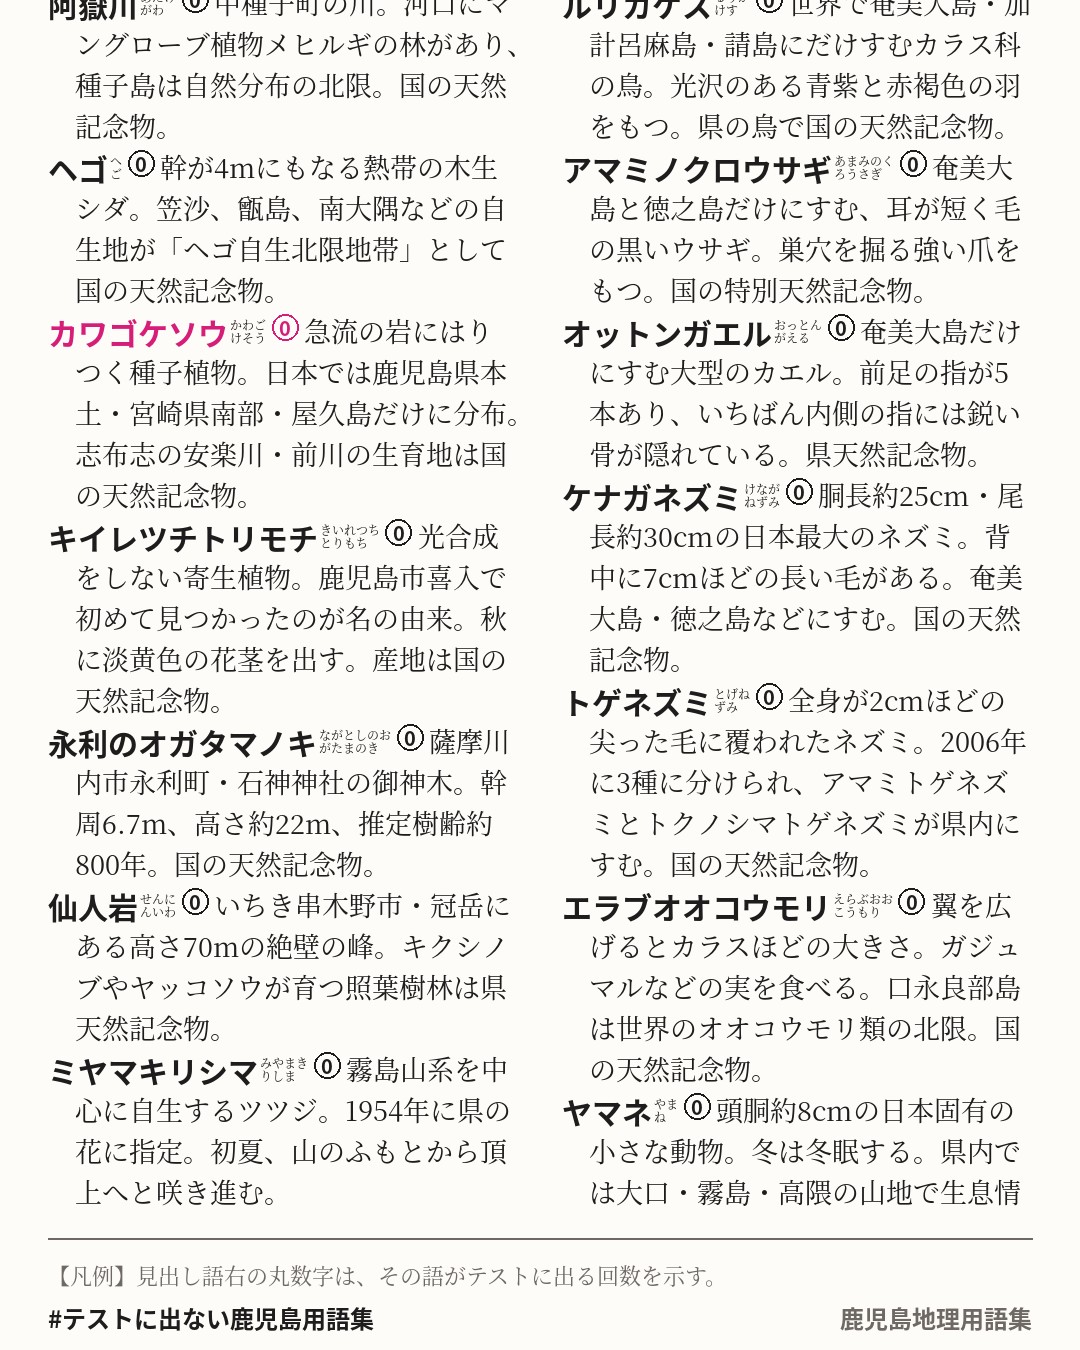 阿嶽川 ⓪ 中種子町の川。河口にマ
ングローブ植物メヒルギの林があり、
種子島は自然分布の北限。国の天然
記念物。
ヘゴ へご ⓪ 幹が4mにもなる熱帯の木生
シダ。笠沙、甑島、南大隅などの自
生地が「ヘゴ自生北限地帯」として
国の天然記念物。
カワゴケソウ かわごけそう ⓪ 急流の岩にはり
つく種子植物。日本では鹿児島県本
土・宮崎県南部・屋久島だけに分布。
志布志の安楽川・前川の生育地は国
の天然記念物。
キイレツチトリモチ きいれつちとりもち ⓪ 光合成
をしない寄生植物。鹿児島市喜入で
初めて見つかったのが名の由来。秋
に淡黄色の花茎を出す。産地は国の
天然記念物。
永利のオガタマノキ ながとしのおがたまのき ⓪ 薩摩川
内市永利町・石神神社の御神木。幹
周6.7m、高さ約22m、推定樹齢約
800年。国の天然記念物。
仙人岩 せんにんいわ ⓪ いちき串木野市・冠岳に
ある高さ70mの絶壁の峰。キクシノ
ブやヤッコソウが育つ照葉樹林は県
天然記念物。
ミヤマキリシマ みやまきりしま ⓪ 霧島山系を中
心に自生するツツジ。1954年に県の
花に指定。初夏、山のふもとから頂
上へと咲き進む。
ルリカケス ⓪ 世界で奄美大島・加
計呂麻島・請島にだけすむカラス科
の鳥。光沢のある青紫と赤褐色の羽
をもつ。県の鳥で国の天然記念物。
アマミノクロウサギ あまみのくろうさぎ ⓪ 奄美大
島と徳之島だけにすむ、耳が短く毛
の黒いウサギ。巣穴を掘る強い爪を
もつ。国の特別天然記念物。
オットンガエル おっとんがえる ⓪ 奄美大島だけ
にすむ大型のカエル。前足の指が5
本あり、いちばん内側の指には鋭い
骨が隠れている。県天然記念物。
ケナガネズミ けながねずみ ⓪ 胴長約25cm・尾
長約30cmの日本最大のネズミ。背
中に7cmほどの長い毛がある。奄美
大島・徳之島などにすむ。国の天然
記念物。
トゲネズミ とげねずみ ⓪ 全身が2cmほどの
尖った毛に覆われたネズミ。2006年
に3種に分けられ、アマミトゲネズ
ミとトクノシマトゲネズミが県内に
すむ。国の天然記念物。
エラブオオコウモリ えらぶおおこうもり ⓪ 翼を広
げるとカラスほどの大きさ。ガジュ
マルなどの実を食べる。口永良部島
は世界のオオコウモリ類の北限。国
の天然記念物。
ヤマネ やまね ⓪ 頭胴約8cmの日本固有の
小さな動物。冬は冬眠する。県内で
は大口・霧島・高隈の山地で生息情
【凡例】見出し語右の丸数字は、その語がテストに出る回数を示す。
#テストに出ない鹿児島用語集
鹿児島地理用語集